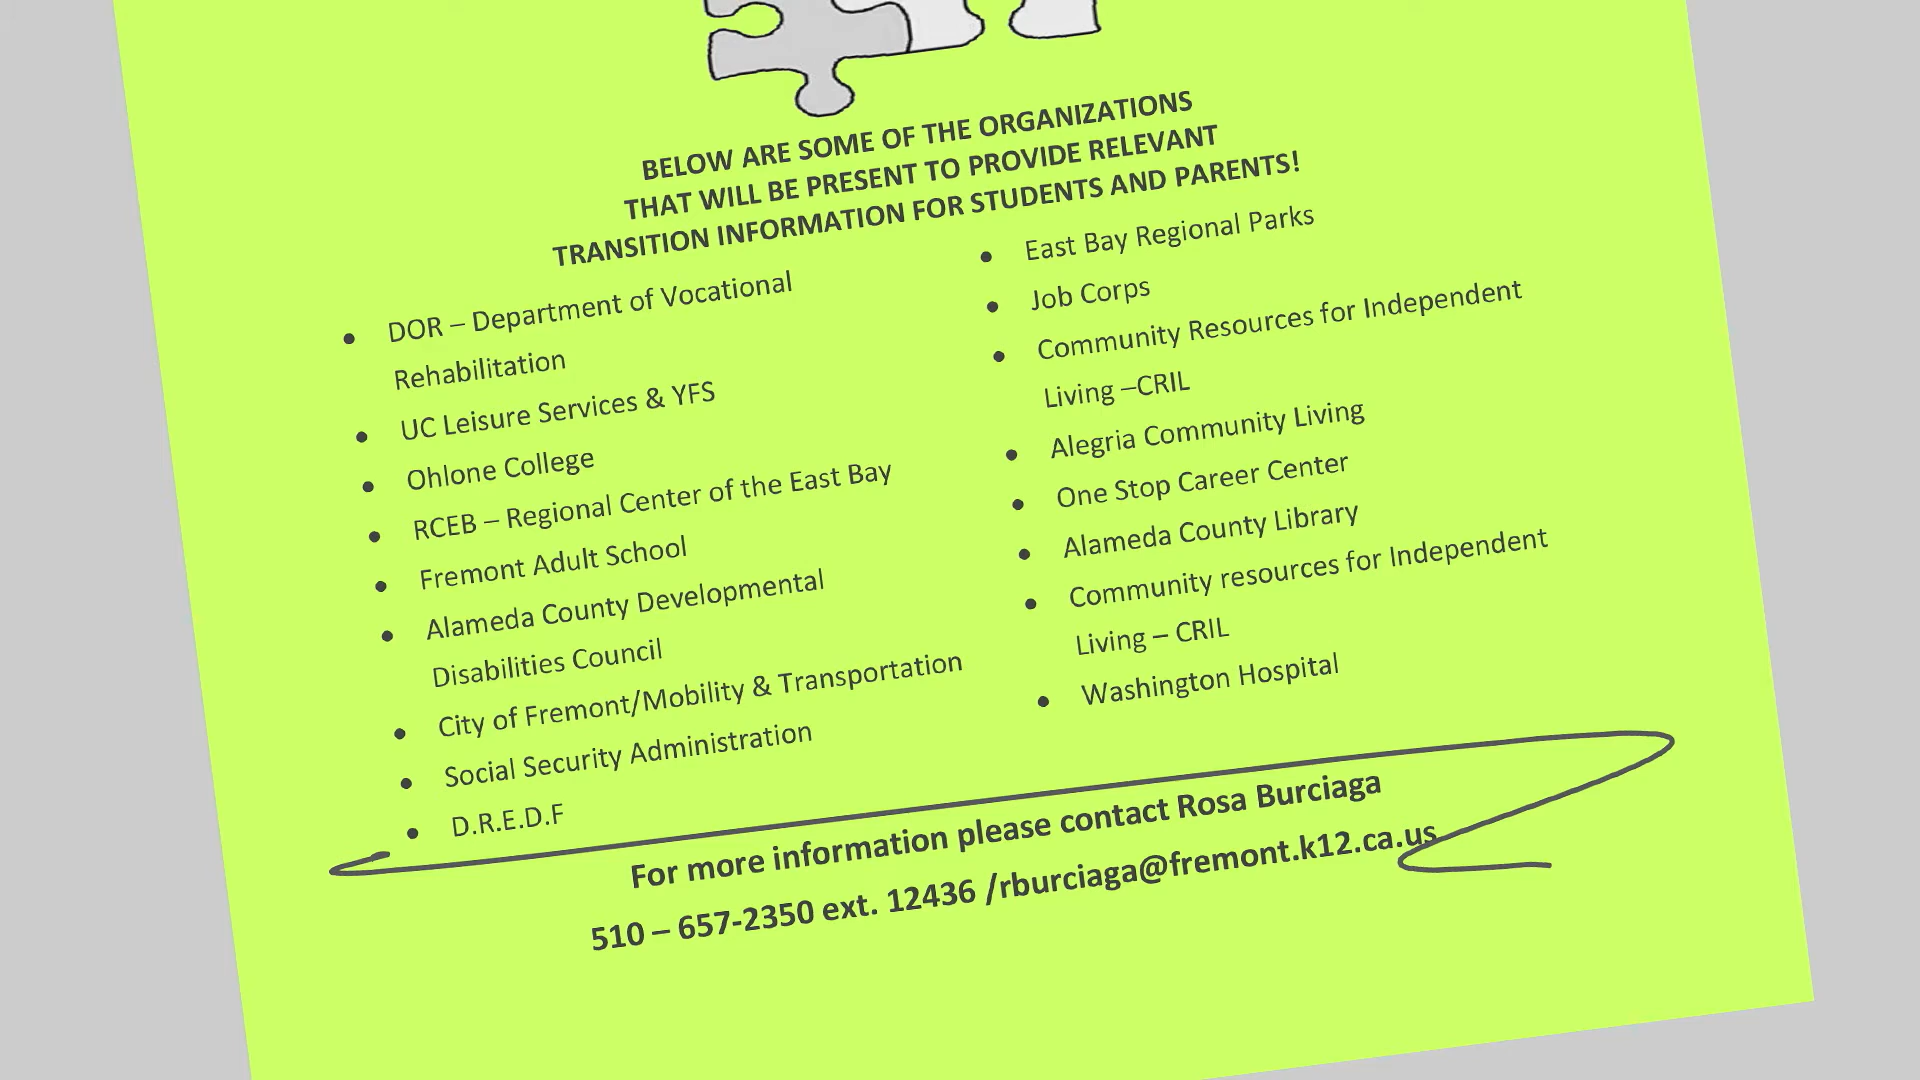 BELOW ARE SOME OF THE ORGANIZATIONS
THAT WILL BE PRESENT TO PROVIDE RELEVANT
TRANSITION INFORMATION FOR STUDENTS AND PARENTS!
• DOR – Department of Vocational
Rehabilitation
• UC Leisure Services & YFS
• Ohlone College
• RCEB – Regional Center of the East Bay
• Fremont Adult School
• Alameda County Developmental
Disabilities Council
• City of Fremont/Mobility & Transportation
• Social Security Administration
• D.R.E.D.F
• East Bay Regional Parks
• Job Corps
• Community Resources for Independent
Living –CRIL
• Alegria Community Living
• One Stop Career Center
• Alameda County Library
• Community resources for Independent
Living – CRIL
• Washington Hospital
For more information please contact Rosa Burciaga
510 – 657-2350 ext. 12436 /rburciaga@fremont.k12.ca.us